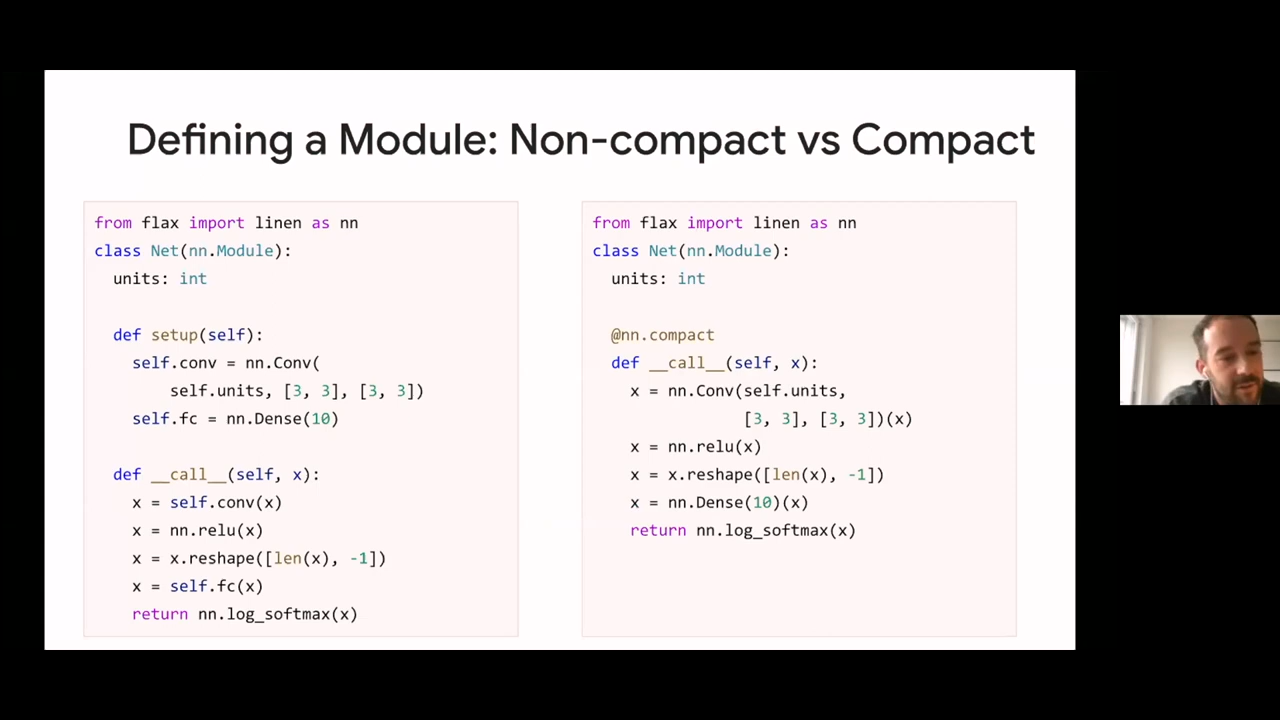 Defining a Module: Non-compact vs Compact
from flax import linen as nn
class Net(nn.Module):
  units: int

  def setup(self):
    self.conv = nn.Conv(
        self.units, [3, 3], [3, 3])
    self.fc = nn.Dense(10)

  def __call__(self, x):
    x = self.conv(x)
    x = nn.relu(x)
    x = x.reshape([len(x), -1])
    x = self.fc(x)
    return nn.log_softmax(x)
from flax import linen as nn
class Net(nn.Module):
  units: int

  @nn.compact
  def __call__(self, x):
    x = nn.Conv(self.units,
                [3, 3], [3, 3])(x)
    x = nn.relu(x)
    x = x.reshape([len(x), -1])
    x = nn.Dense(10)(x)
    return nn.log_softmax(x)